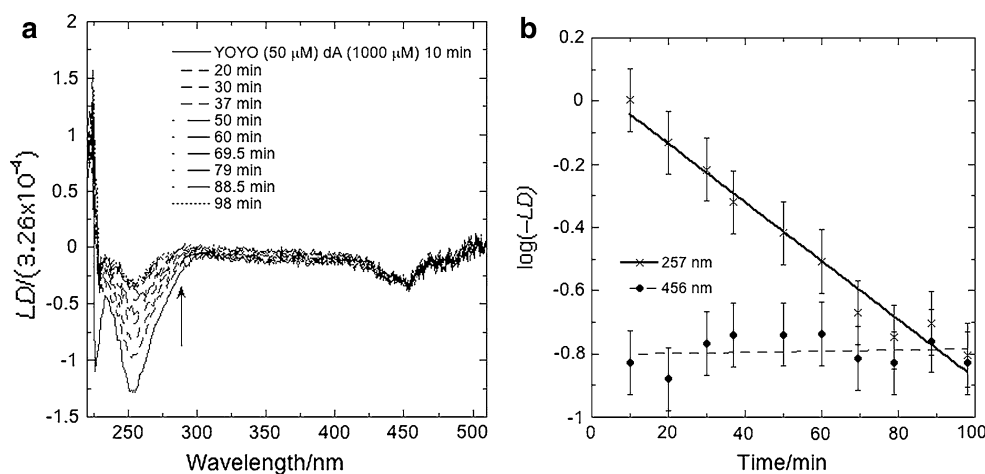 a
LD/(3.26x10⁻⁴)
2
1.5
1
0.5
0
-0.5
-1
-1.5
YOYO (50 µM) dA (1000 µM) 10 min
20 min
30 min
37 min
50 min
60 min
69.5 min
79 min
88.5 min
98 min
250 300 350 400 450 500
Wavelength/nm
b
log(–LD)
0.2
0
-0.2
-0.4
-0.6
-0.8
-1
257 nm
456 nm
0 20 40 60 80 100
Time/min